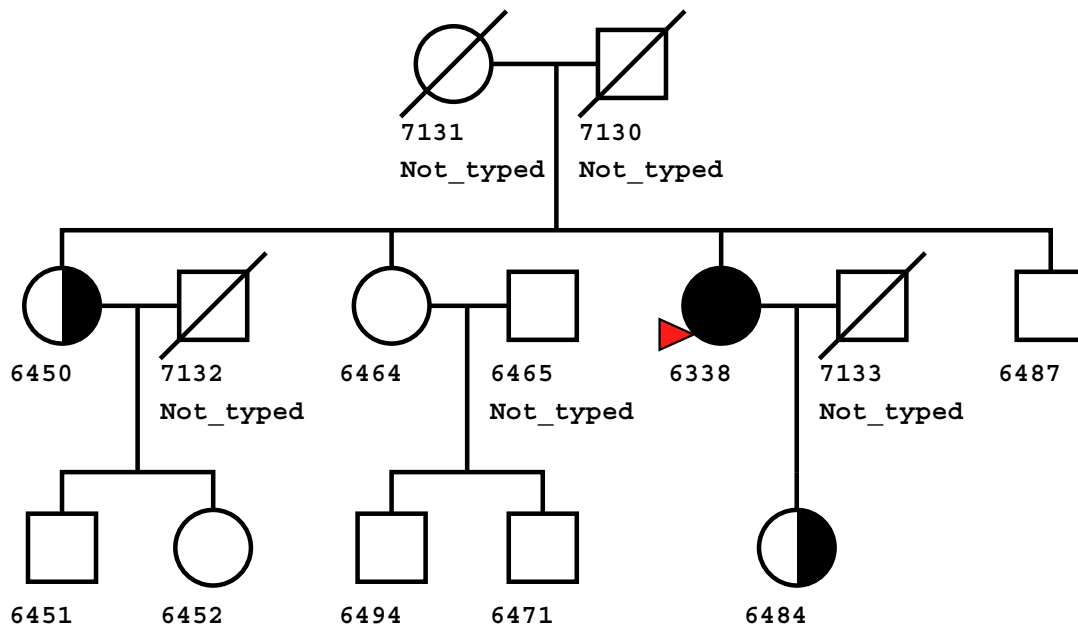 7131 7130
Not_typed Not_typed
6450 7132 6464 6465 6338 7133 6487
Not_typed Not_typed Not_typed
6451 6452 6494 6471 6484